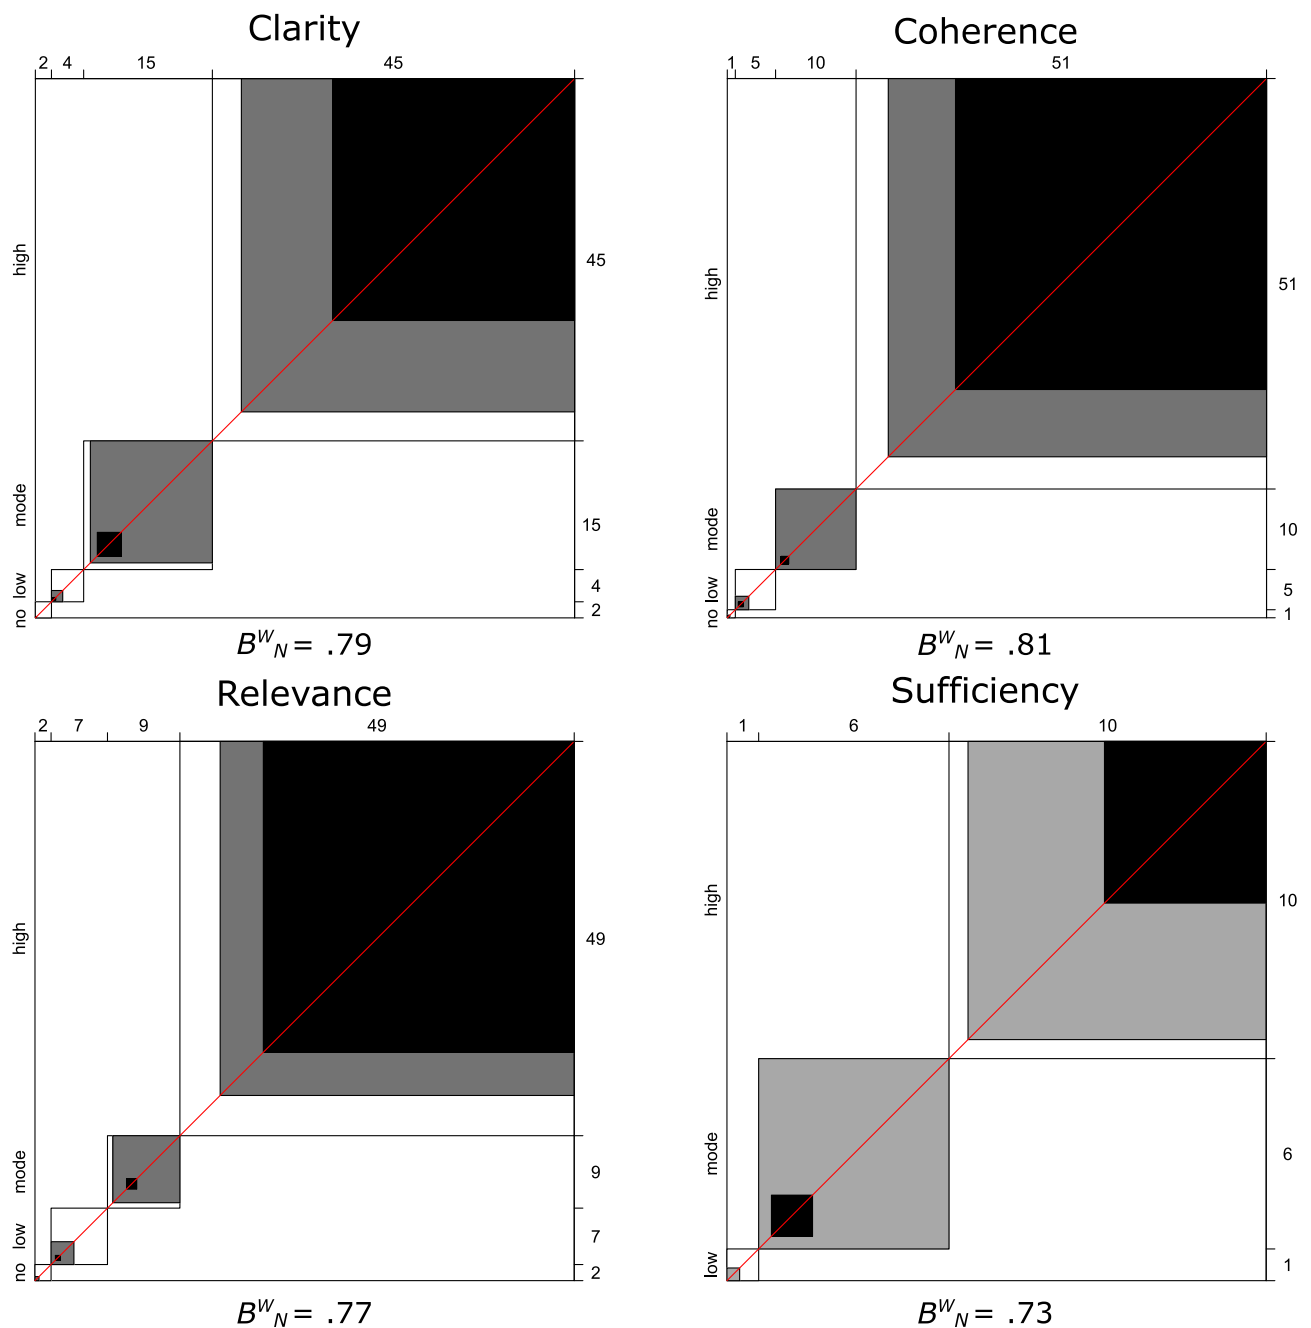 Clarity
2 4 15 45
high
45
mode
15
low
4
no
2
B^W_N = .79
Coherence
1 5 10 51
high
51
mode
10
low
5
no
1
B^W_N = .81
Relevance
2 7 9 49
high
49
mode
9
low
7
no
2
B^W_N = .77
Sufficiency
1 6 10
high
10
mode
6
low
1
B^W_N = .73